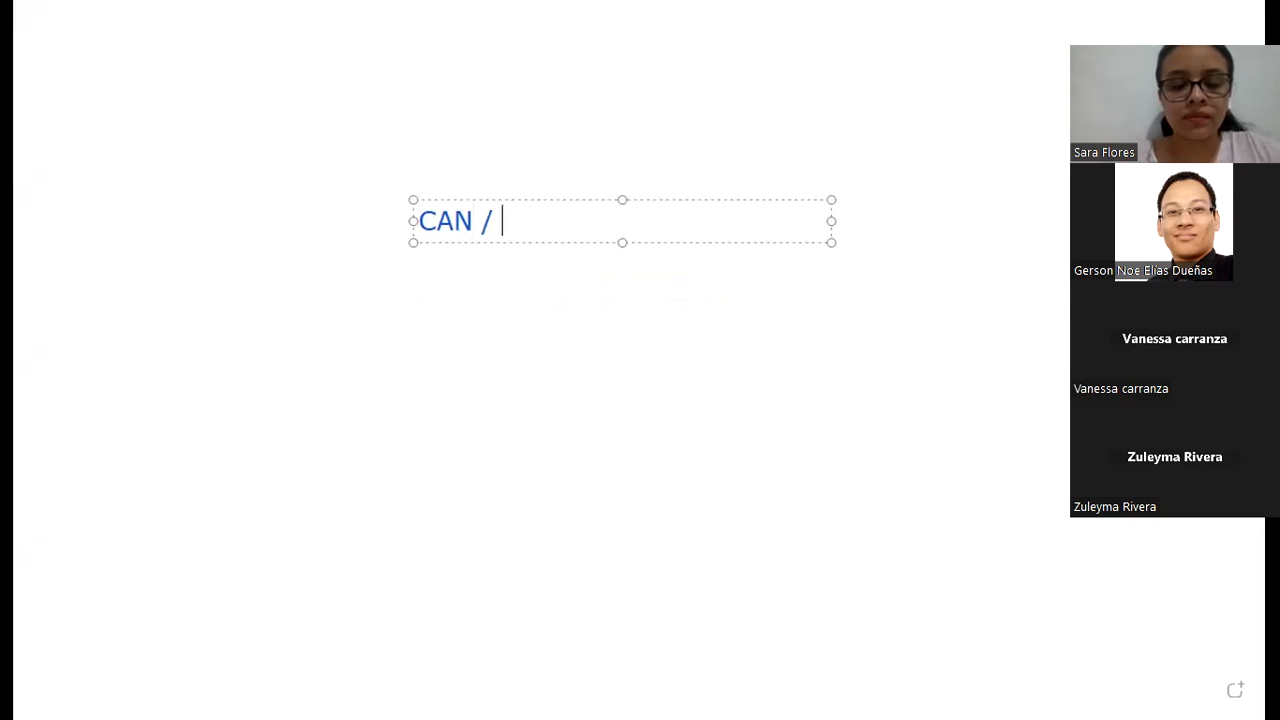 CAN /
Sara Flores
Gerson Noe Elias Dueñas
Vanessa carranza
Vanessa carranza
Zuleyma Rivera
Zuleyma Rivera